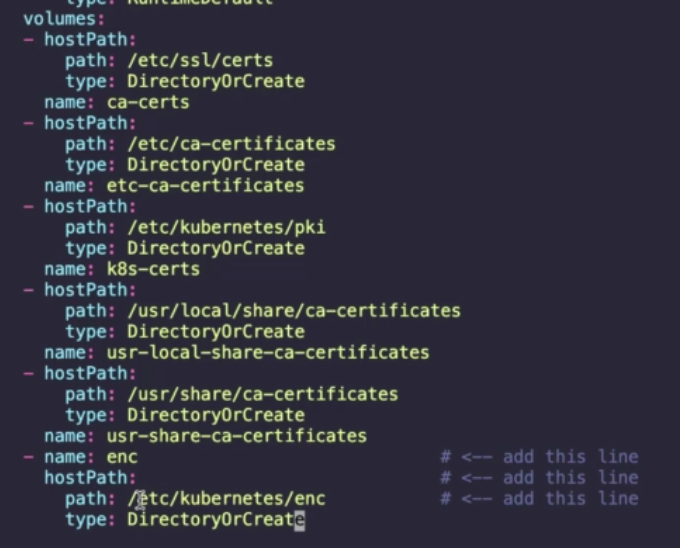 type: RuntimeDefault
volumes:
- hostPath:
path: /etc/ssl/certs
type: DirectoryOrCreate
name: ca-certs
- hostPath:
path: /etc/ca-certificates
type: DirectoryOrCreate
name: etc-ca-certificates
- hostPath:
path: /etc/kubernetes/pki
type: DirectoryOrCreate
name: k8s-certs
- hostPath:
path: /usr/local/share/ca-certificates
type: DirectoryOrCreate
name: usr-local-share-ca-certificates
- hostPath:
path: /usr/share/ca-certificates
type: DirectoryOrCreate
name: usr-share-ca-certificates
- name: enc # <-- add this line
hostPath: # <-- add this line
path: /etc/kubernetes/enc # <-- add this line
type: DirectoryOrCreate